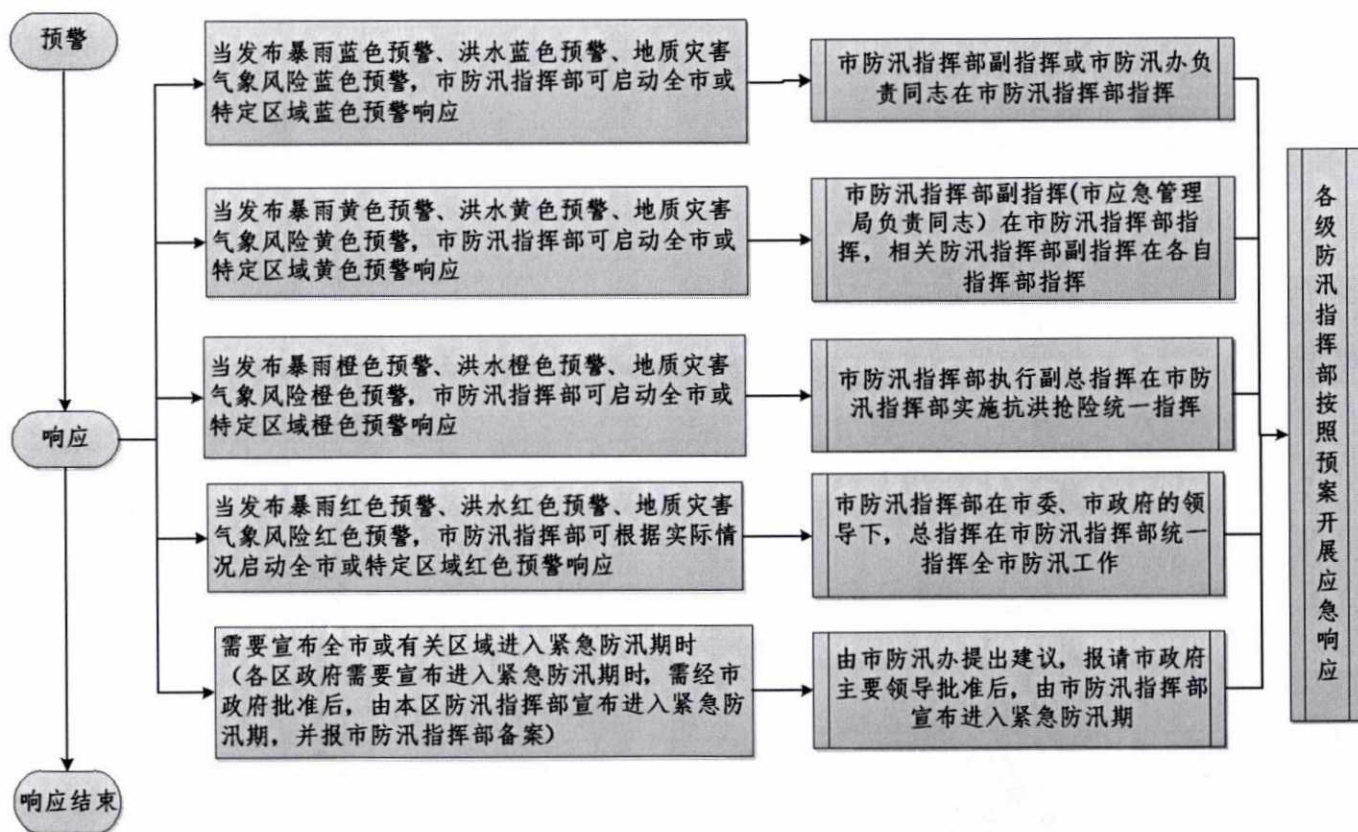 预警
当发布暴雨蓝色预警、洪水蓝色预警、地质灾害
气象风险蓝色预警，市防汛指挥部可启动全市或
特定区域蓝色预警响应
市防汛指挥部副指挥或市防汛办负
责同志在市防汛指挥部指挥
当发布暴雨黄色预警、洪水黄色预警、地质灾害
气象风险黄色预警，市防汛指挥部可启动全市或
特定区域黄色预警响应
市防汛指挥部副指挥(市应急管理
局负责同志）在市防汛指挥部指
挥，相关防汛指挥部副指挥在各自
指挥部指挥
响应
当发布暴雨橙色预警、洪水橙色预警、地质灾害
气象风险橙色预警，市防汛指挥部可启动全市或
特定区域橙色预警响应
市防汛指挥部执行副总指挥在市防
汛指挥部实施抗洪抢险统一指挥
当发布暴雨红色预警、洪水红色预警、地质灾害
气象风险红色预警，市防汛指挥部可根据实际情
况启动全市或特定区域红色预警响应
市防汛指挥部在市委、市政府的领
导下，总指挥在市防汛指挥部统一
指挥全市防汛工作
需要宣布全市或有关区域进入紧急防汛期时
（各区政府需要宣布进入紧急防汛期时，需经市
政府批准后，由本区防汛指挥部宣布进入紧急防
汛期，并报市防汛指挥部备案）
由市防汛办提出建议，报请市政府
主要领导批准后，由市防汛指挥部
宣布进入紧急防汛期
各级防汛指挥部按照预案开展应急响应
响应结束